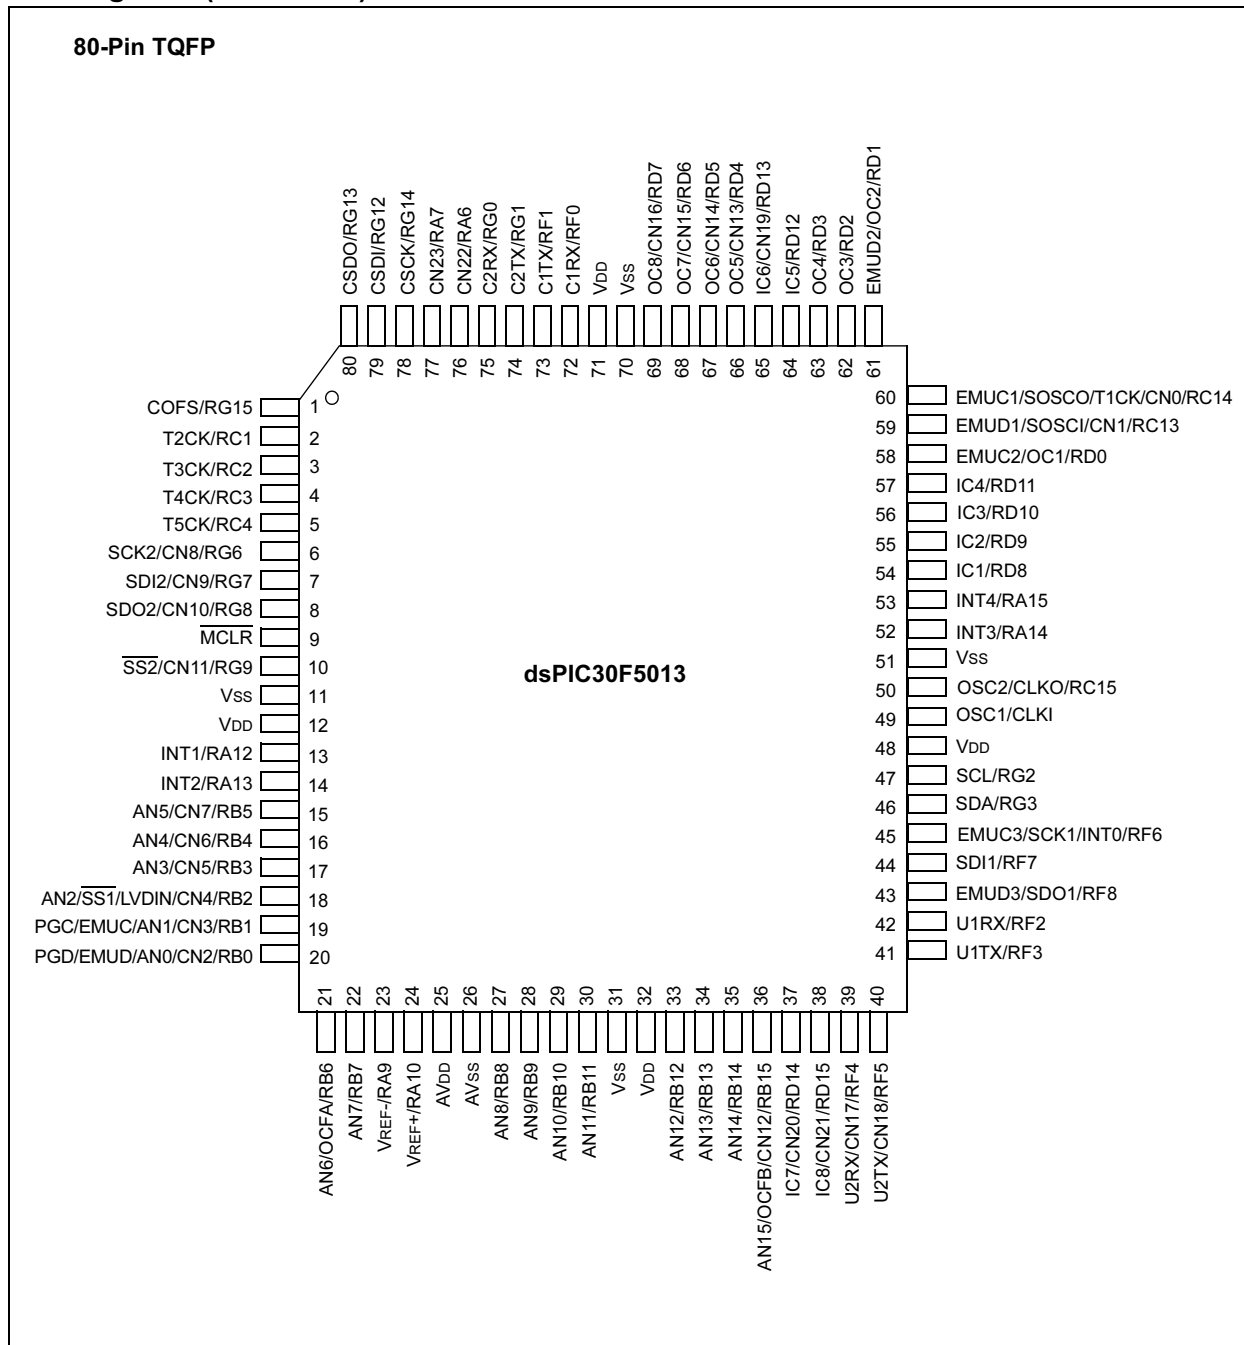 80-Pin TQFP
CSDO/RG13
CSDI/RG12
CSCK/RG14
CN23/RA7
CN22/RA6
C2RX/RG0
C2TX/RG1
C1TX/RF1
C1RX/RF0
VDD
VSS
OC8/CN16/RD7
OC7/CN15/RD6
OC6/CN14/RD5
OC5/CN13/RD4
IC6/CN19/RD13
IC5/RD12
OC4/RD3
OC3/RD2
EMUD2/OC2/RD1
80 79 78 77 76 75 74 73 72 71 70 69 68 67 66 65 64 63 62 61
COFS/RG15 1
T2CK/RC1 2
T3CK/RC2 3
T4CK/RC3 4
T5CK/RC4 5
SCK2/CN8/RG6 6
SDI2/CN9/RG7 7
SDO2/CN10/RG8 8
MCLR 9
SS2/CN11/RG9 10
VSS 11
VDD 12
INT1/RA12 13
INT2/RA13 14
AN5/CN7/RB5 15
AN4/CN6/RB4 16
AN3/CN5/RB3 17
AN2/SS1/LVDIN/CN4/RB2 18
PGC/EMUC/AN1/CN3/RB1 19
PGD/EMUD/AN0/CN2/RB0 20
dsPIC30F5013
60 EMUC1/SOSCO/T1CK/CN0/RC14
59 EMUD1/SOSCI/CN1/RC13
58 EMUC2/OC1/RD0
57 IC4/RD11
56 IC3/RD10
55 IC2/RD9
54 IC1/RD8
53 INT4/RA15
52 INT3/RA14
51 VSS
50 OSC2/CLKO/RC15
49 OSC1/CLKI
48 VDD
47 SCL/RG2
46 SDA/RG3
45 EMUC3/SCK1/INT0/RF6
44 SDI1/RF7
43 EMUD3/SDO1/RF8
42 U1RX/RF2
41 U1TX/RF3
21 22 23 24 25 26 27 28 29 30 31 32 33 34 35 36 37 38 39 40
AN6/OCFA/RB6
AN7/RB7
VREF-/RA9
VREF+/RA10
AVDD
AVSS
AN8/RB8
AN9/RB9
AN10/RB10
AN11/RB11
VSS
VDD
AN12/RB12
AN13/RB13
AN14/RB14
AN15/OCFB/CN12/RB15
IC7/CN20/RD14
IC8/CN21/RD15
U2RX/CN17/RF4
U2TX/CN18/RF5